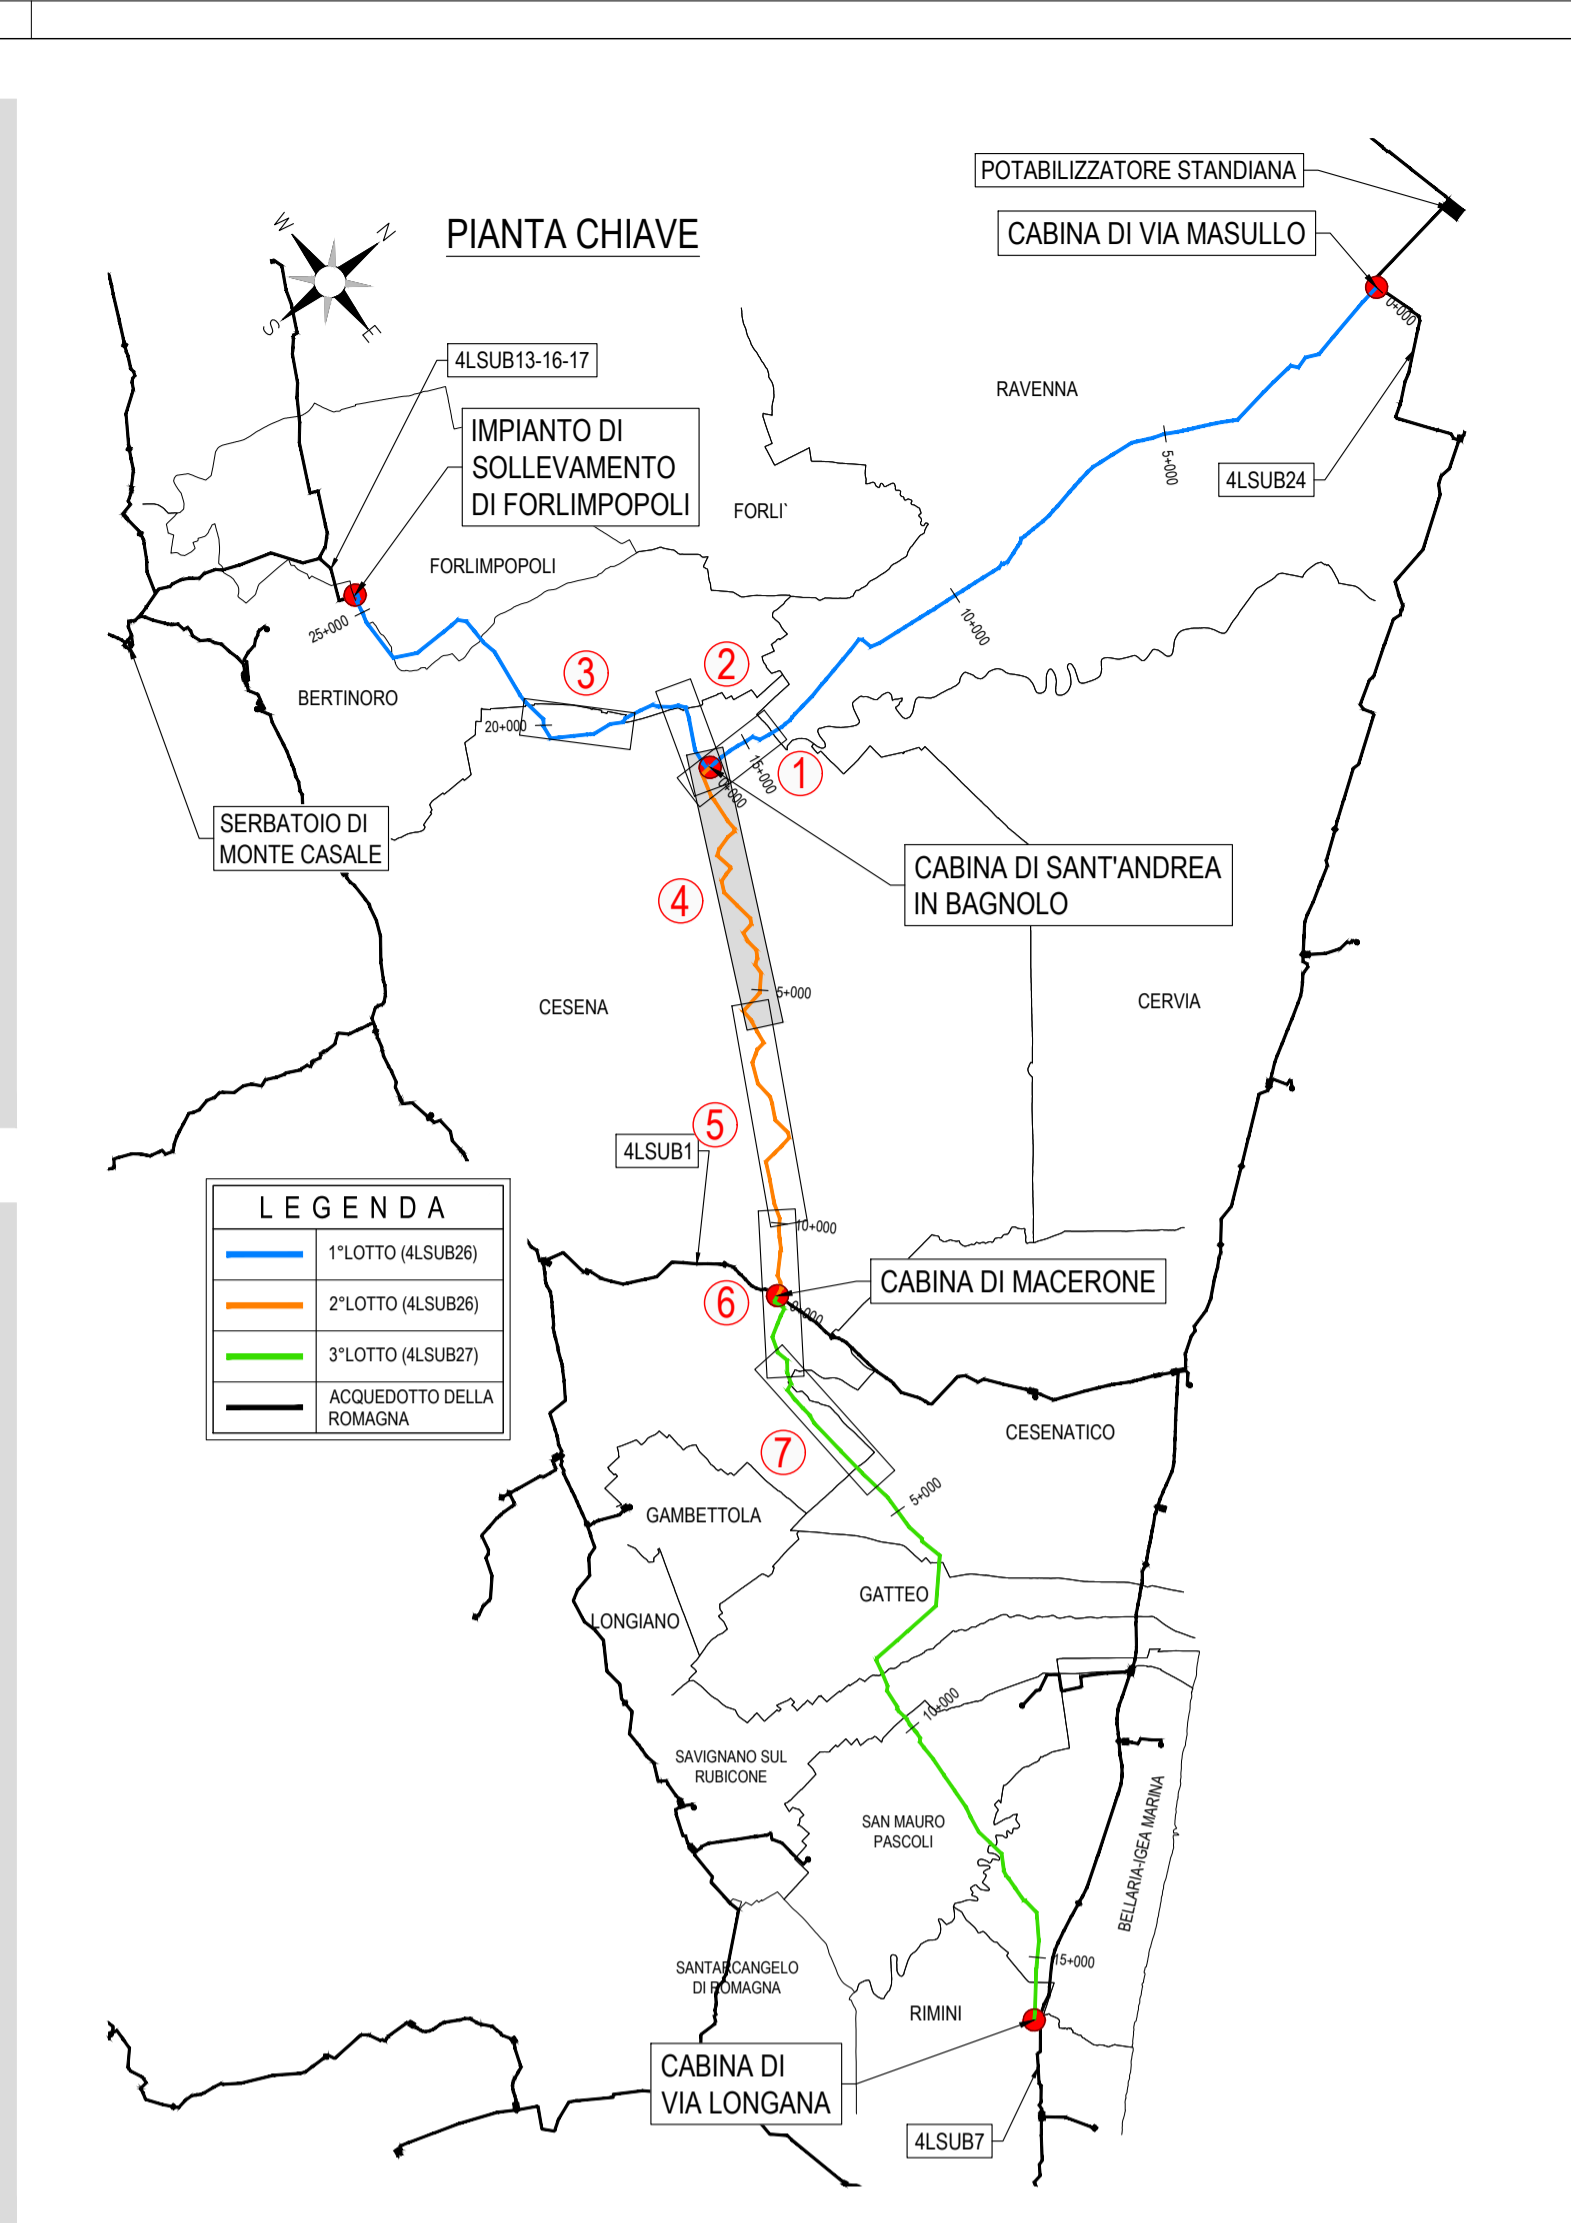 POTABILIZZATORE STANDIANA
PIANTA CHIAVE
CABINA DI VIA MASULLO
W
N
S
E
0+000
4LSUB13-16-17
RAVENNA
IMPIANTO DI
SOLLEVAMENTO
DI FORLIMPOPOLI
5+000
4LSUB24
FORLI`
FORLIMPOPOLI
10+000
25+000
BERTINORO
3
2
20+000
1
15+000
0+000
SERBATOIO DI
MONTE CASALE
CABINA DI SANT'ANDREA
IN BAGNOLO
4
5+000
CESENA
CERVIA
5
4LSUB1
10+000
LEGENDA
1°LOTTO (4LSUB26)
2°LOTTO (4LSUB26)
3°LOTTO (4LSUB27)
ACQUEDOTTO DELLA
ROMAGNA
CABINA DI MACERONE
6
0+000
7
CESENATICO
5+000
GAMBETTOLA
GATTEO
LONGIANO
10+000
SAVIGNANO SUL
RUBICONE
SAN MAURO
PASCOLI
BELLARIA-IGEA MARINA
15+000
SANTARCANGELO
DI ROMAGNA
RIMINI
CABINA DI
VIA LONGANA
4LSUB7